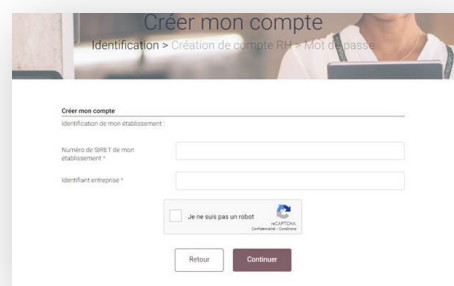 Créer mon compte
Identification > Création de compte RH > Mot de passe
Créer mon compte
Identification de mon établissement :
Numéro de SIRET de mon
établissement *
Identifiant entreprise *
Je ne suis pas un robot
reCAPTCHA
Confidentialité - Conditions
Retour
Continuer